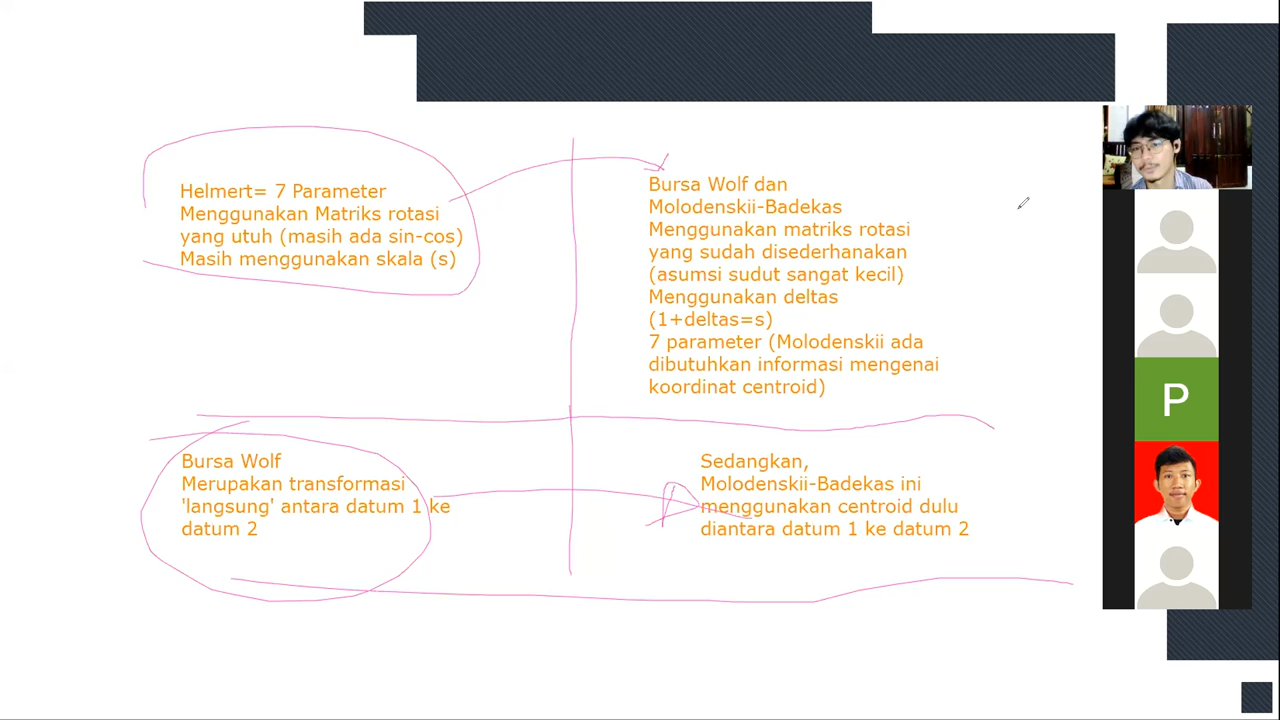 Helmert= 7 Parameter
Menggunakan Matriks rotasi
yang utuh (masih ada sin-cos)
Masih menggunakan skala (s)
Bursa Wolf dan
Molodenskii-Badekas
Menggunakan matriks rotasi
yang sudah disederhanakan
(asumsi sudut sangat kecil)
Menggunakan deltas
(1+deltas=s)
7 parameter (Molodenskii ada
dibutuhkan informasi mengenai
koordinat centroid)
Bursa Wolf
Merupakan transformasi
'langsung' antara datum 1 ke
datum 2
Sedangkan,
Molodenskii-Badekas ini
menggunakan centroid dulu
diantara datum 1 ke datum 2
P